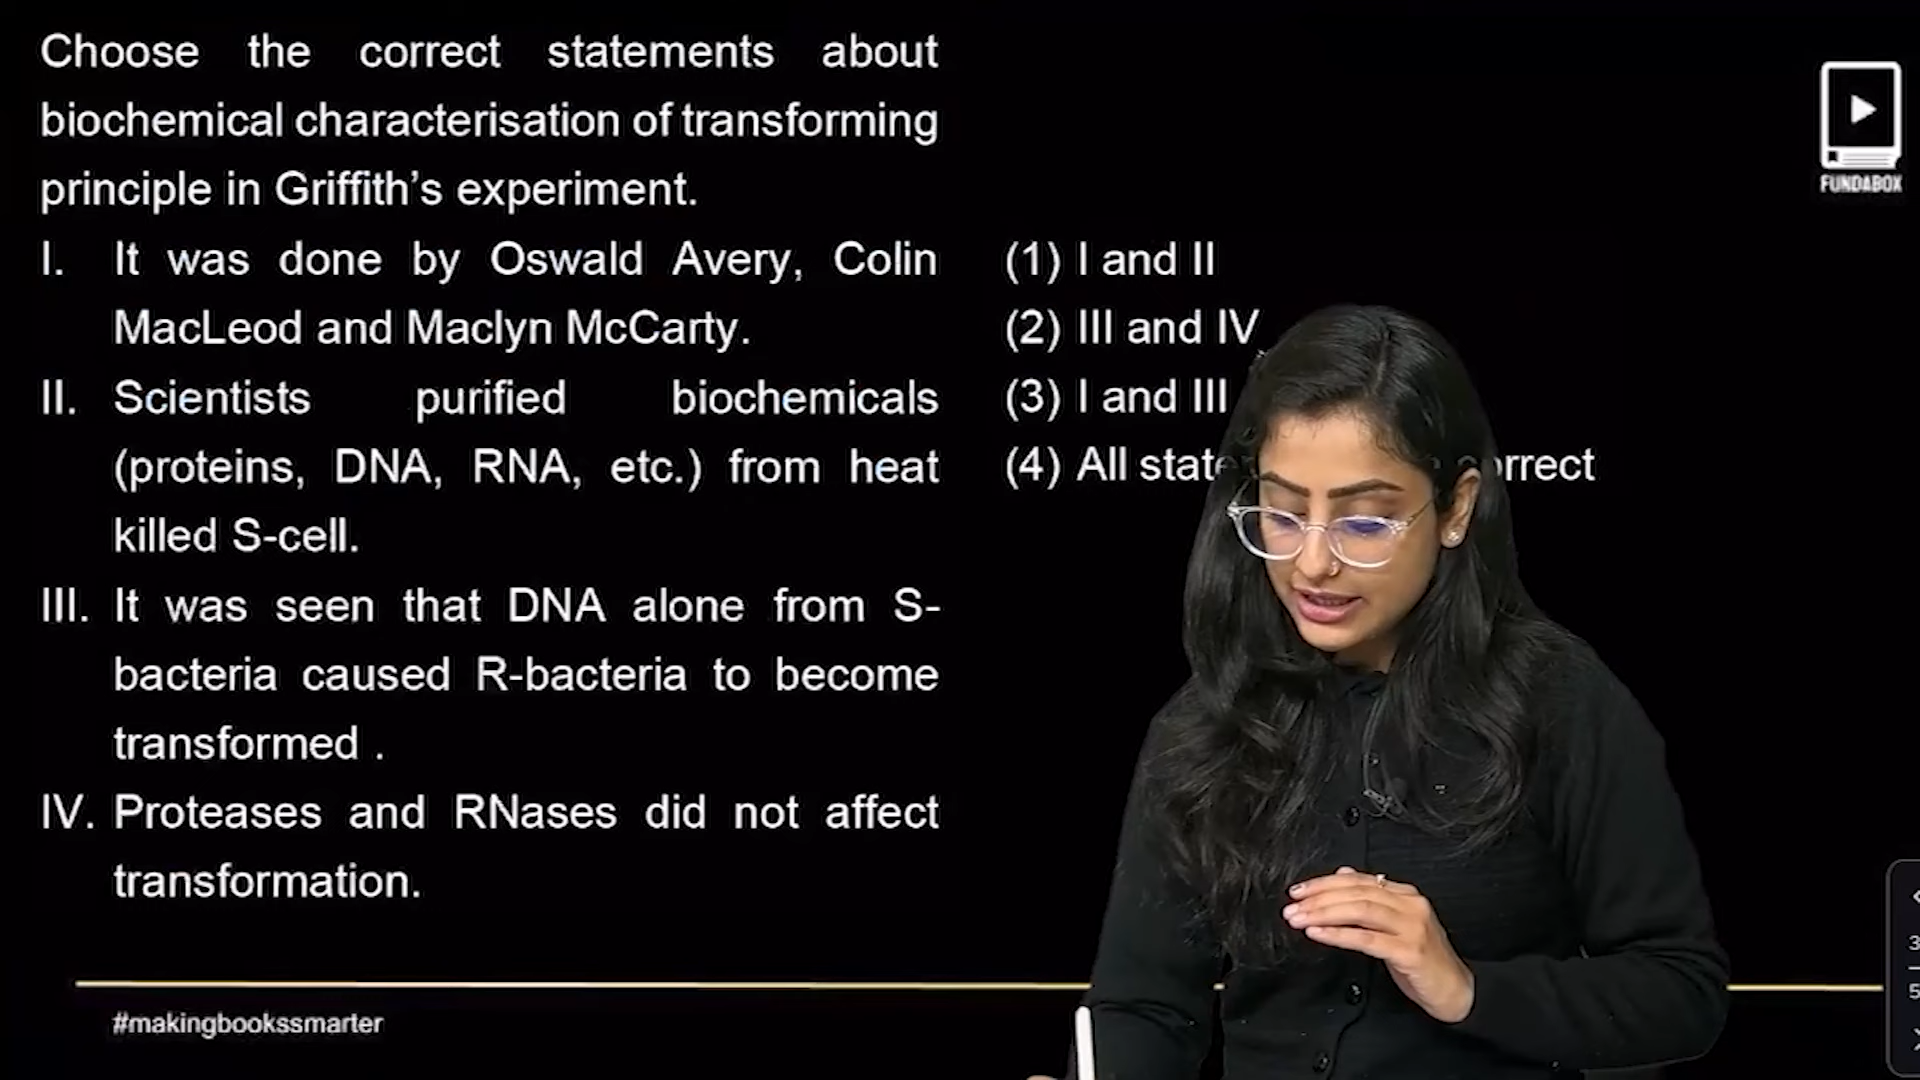 Choose the correct statements about
biochemical characterisation of transforming
principle in Griffith's experiment.
I. It was done by Oswald Avery, Colin
MacLeod and Maclyn McCarty.
II. Scientists purified biochemicals
(proteins, DNA, RNA, etc.) from heat
killed S-cell.
III. It was seen that DNA alone from S-
bacteria caused R-bacteria to become
transformed .
IV. Proteases and RNases did not affect
transformation.
(1) I and II
(2) III and IV
(3) I and III
(4) All
FUNDABOX
#makingbookssmarter
3
5